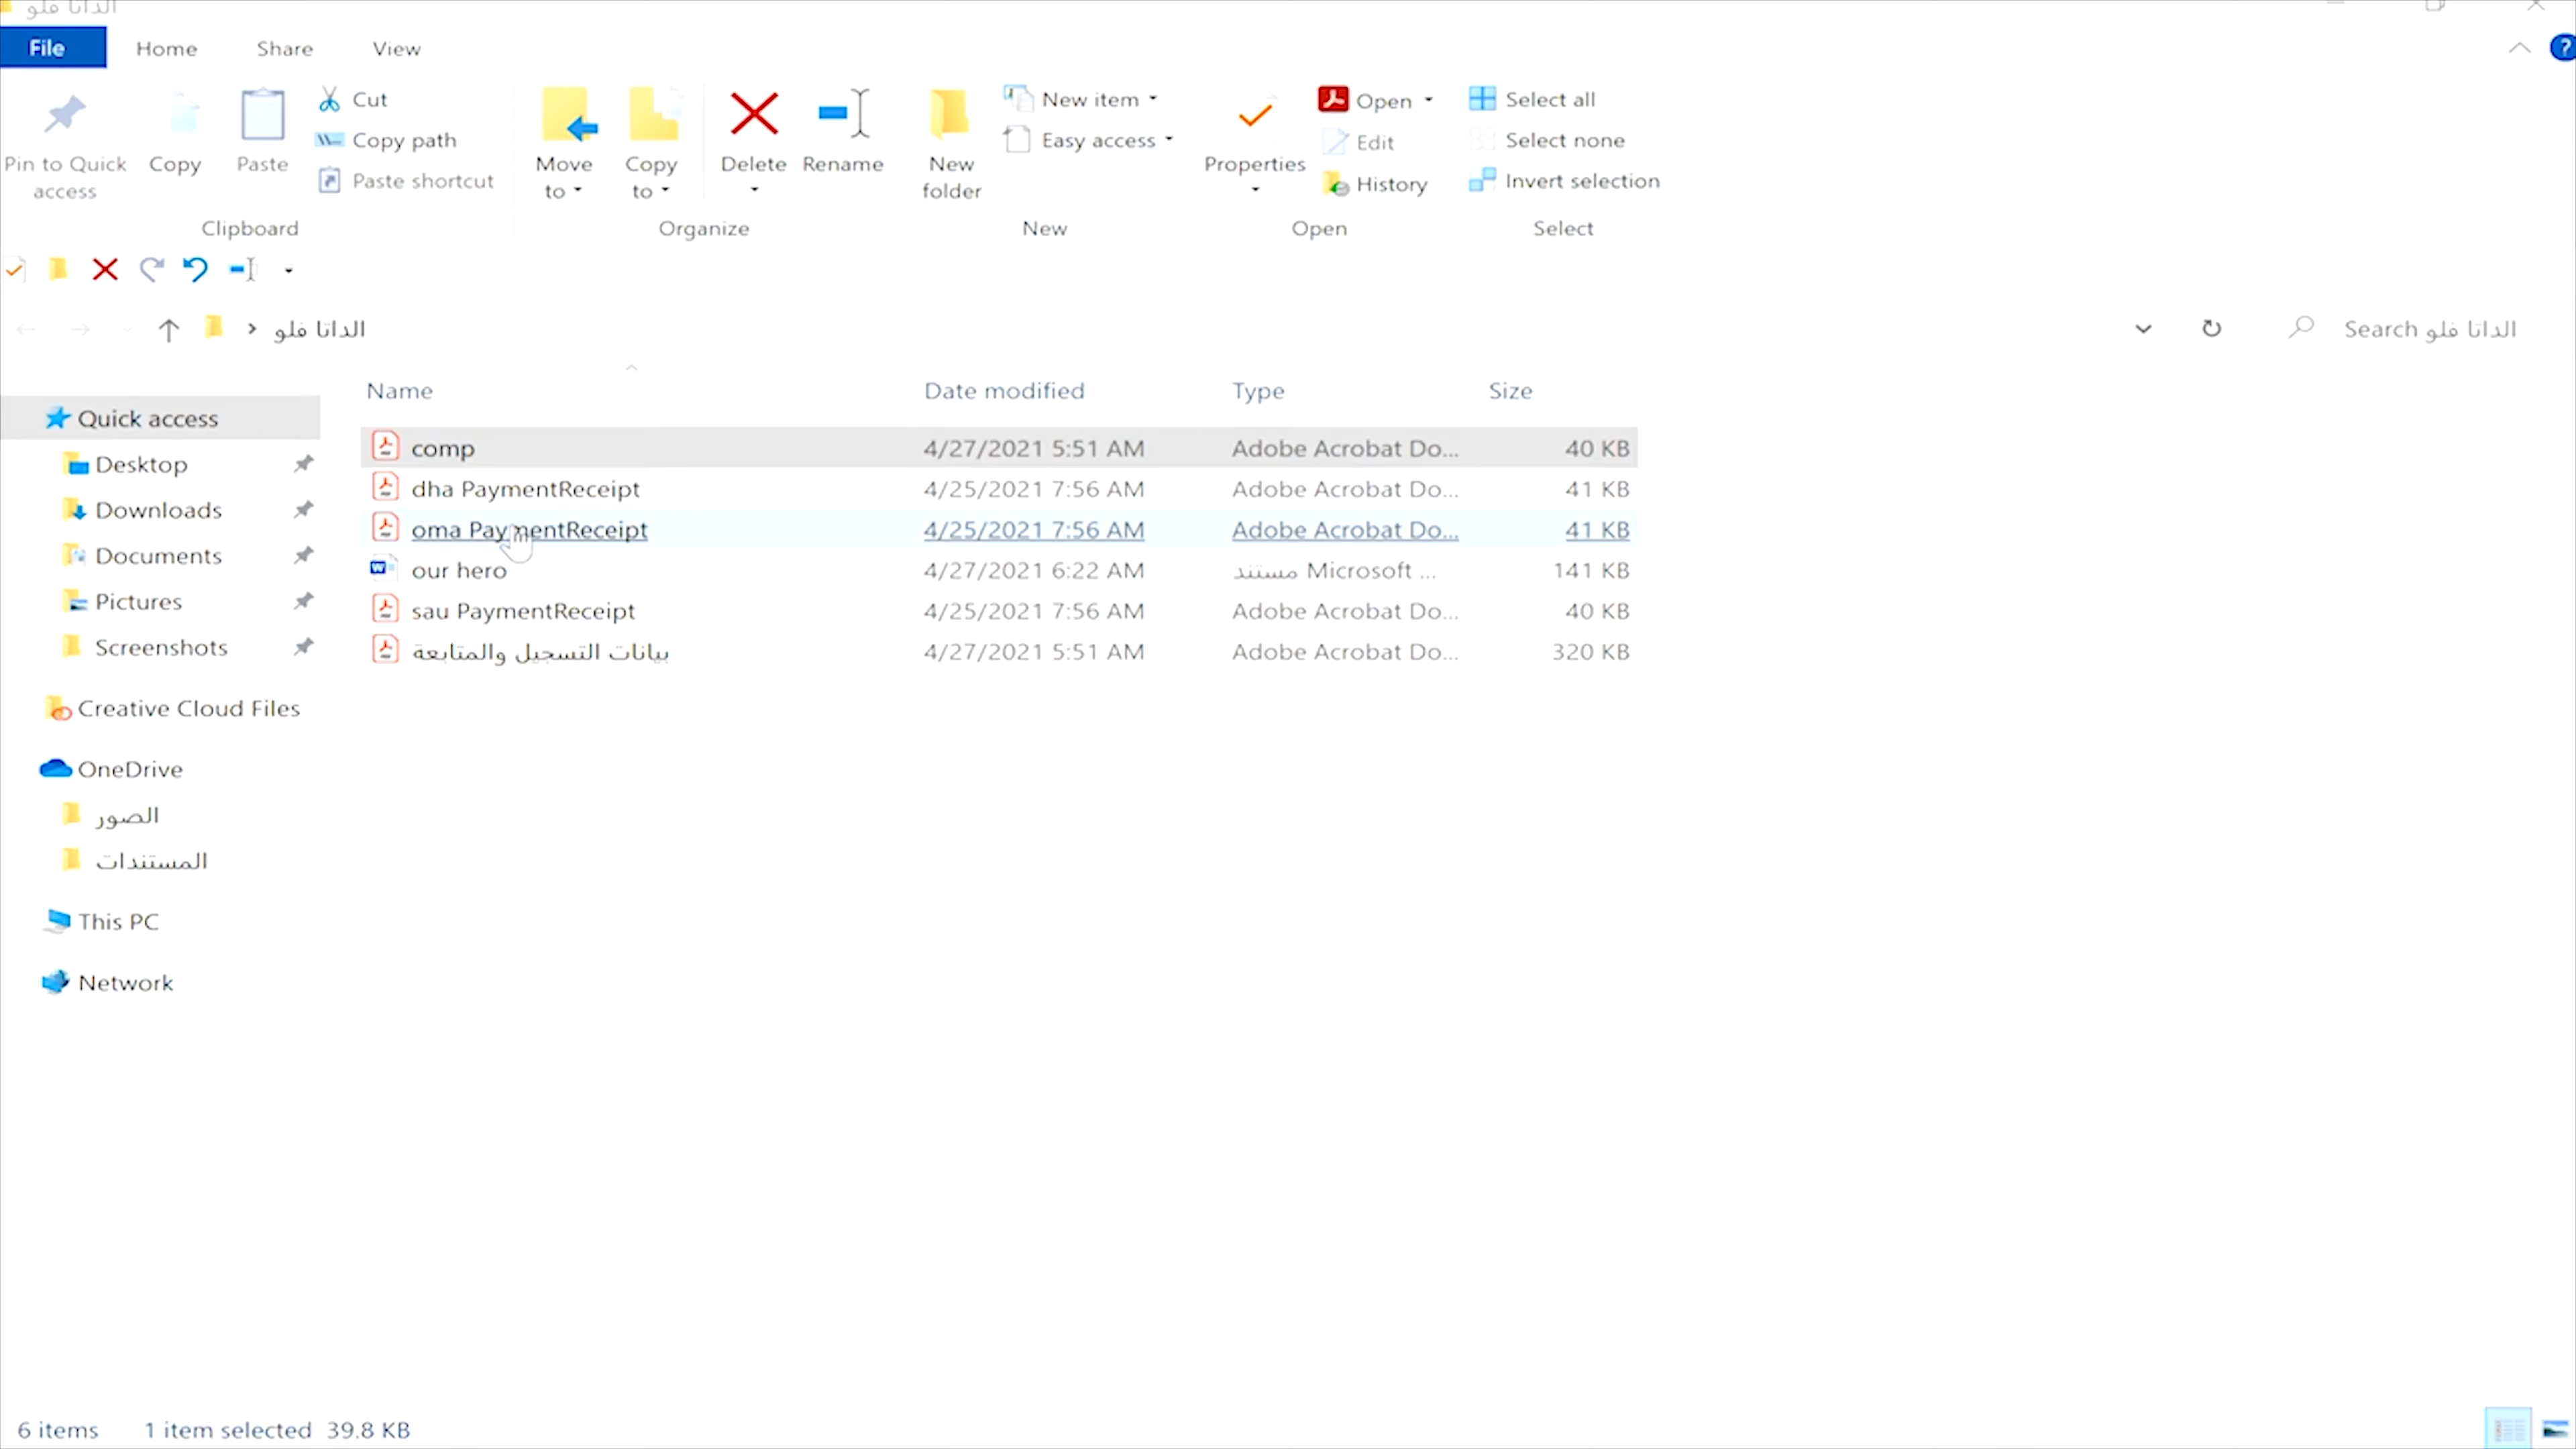 الداتا فلو
File Home Share View
Pin to Quick access
Copy
Paste
Cut
Copy path
Paste shortcut
Clipboard
Move to
Copy to
Delete
Rename
Organize
New folder
New item
Easy access
New
Properties
Open
Edit
History
Open
Select all
Select none
Invert selection
Select
الداتا فلو
Search الداتا فلو
Name Date modified Type Size
Quick access
Desktop
Downloads
Documents
Pictures
Screenshots
Creative Cloud Files
OneDrive
الصور
المستندات
This PC
Network
comp 4/27/2021 5:51 AM Adobe Acrobat Do... 40 KB
dha PaymentReceipt 4/25/2021 7:56 AM Adobe Acrobat Do... 41 KB
oma PaymentReceipt 4/25/2021 7:56 AM Adobe Acrobat Do... 41 KB
our hero 4/27/2021 6:22 AM مستند Microsoft ... 141 KB
sau PaymentReceipt 4/25/2021 7:56 AM Adobe Acrobat Do... 40 KB
بيانات التسجيل والمتابعة 4/27/2021 5:51 AM Adobe Acrobat Do... 320 KB
6 items 1 item selected 39.8 KB